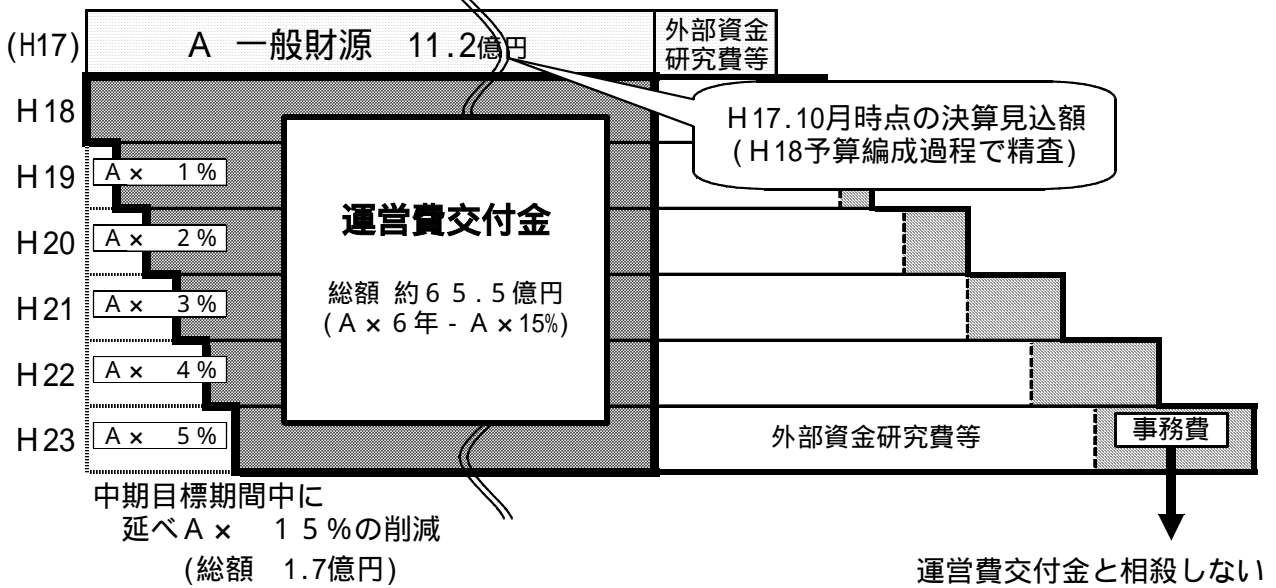 (H17)
A 一般財源 11.2億円
外部資金
研究費等
H17.10月時点の決算見込額
(H18予算編成過程で精査)
H18
H19
A× 1%
H20
A× 2%
H21
A× 3%
H22
A× 4%
H23
A× 5%
運営費交付金
総額 約65.5億円
(A×6年-A×15%)
外部資金研究費等
事務費
中期目標期間中に
延べA× 15%の削減
(総額 1.7億円)
運営費交付金と相殺しない